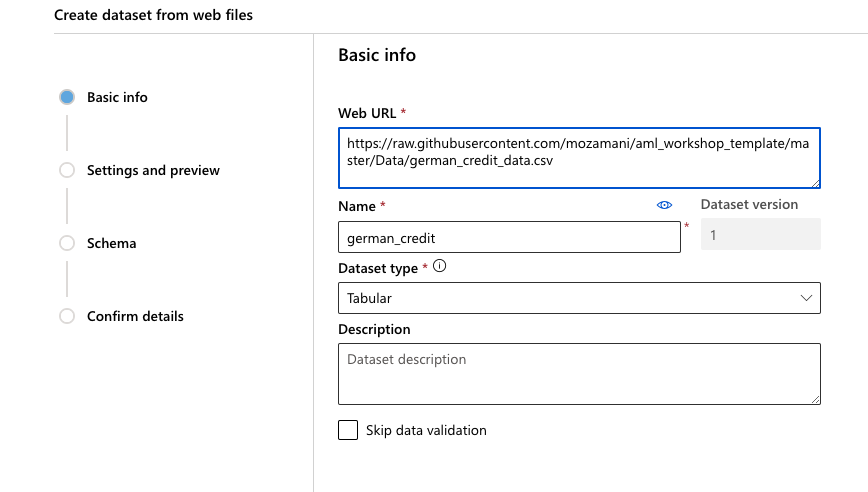 Create dataset from web files
Basic info
Settings and preview
Schema
Confirm details
Basic info
Web URL *
https://raw.githubusercontent.com/mozamani/aml_workshop_template/ma
ster/Data/german_credit_data.csv
Name *
Dataset version
german_credit
*
1
Dataset type *
Tabular
Description
Dataset description
Skip data validation